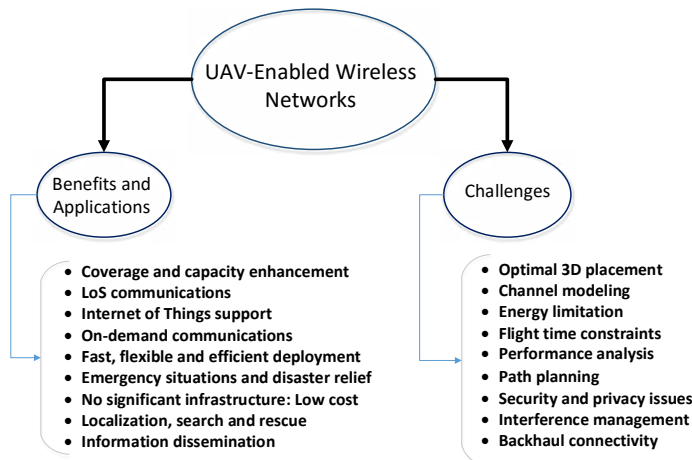 UAV-Enabled Wireless
Networks
Benefits and
Applications
• Coverage and capacity enhancement
• LoS communications
• Internet of Things support
• On-demand communications
• Fast, flexible and efficient deployment
• Emergency situations and disaster relief
• No significant infrastructure: Low cost
• Localization, search and rescue
• Information dissemination
Challenges
• Optimal 3D placement
• Channel modeling
• Energy limitation
• Flight time constraints
• Performance analysis
• Path planning
• Security and privacy issues
• Interference management
• Backhaul connectivity